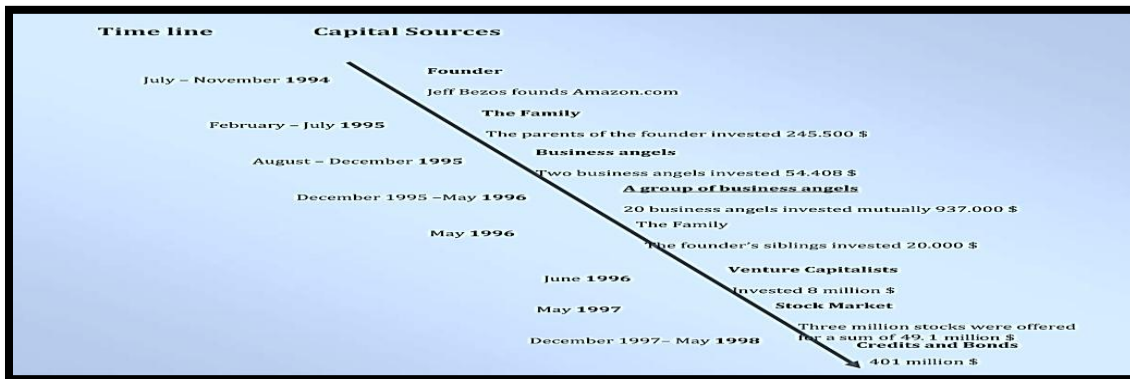 Time line Capital Sources
Founder
July – November 1994
Jeff Bezos founds Amazon.com
The Family
February – July 1995
The parents of the founder invested 245.500 $
Business angels
August – December 1995
Two business angels invested 54.408 $
A group of business angels
December 1995 –May 1996
20 business angels invested mutually 937.000 $
The Family
May 1996
The founder's siblings invested 20.000 $
Venture Capitalists
June 1996
Invested 8 million $
Stock Market
May 1997
Three million stocks were offered
for a sum of 49. 1 million $
December 1997– May 1998
Credits and Bonds
401 million $